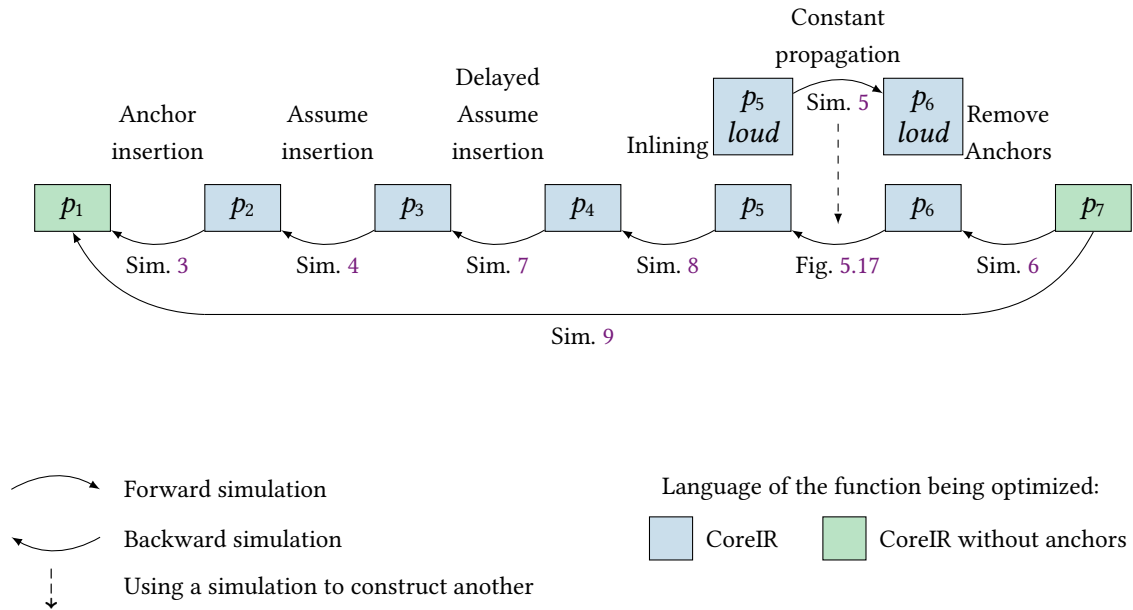 Constant
propagation
Delayed
Assume
insertion
Anchor
insertion
Assume
insertion
Inlining
p5
loud
Sim. 5
p6
loud
Remove
Anchors
p1
p2
p3
p4
p5
p6
p7
Sim. 3
Sim. 4
Sim. 7
Sim. 8
Fig. 5.17
Sim. 6
Sim. 9
Forward simulation
Backward simulation
Using a simulation to construct another
Language of the function being optimized:
CoreIR
CoreIR without anchors